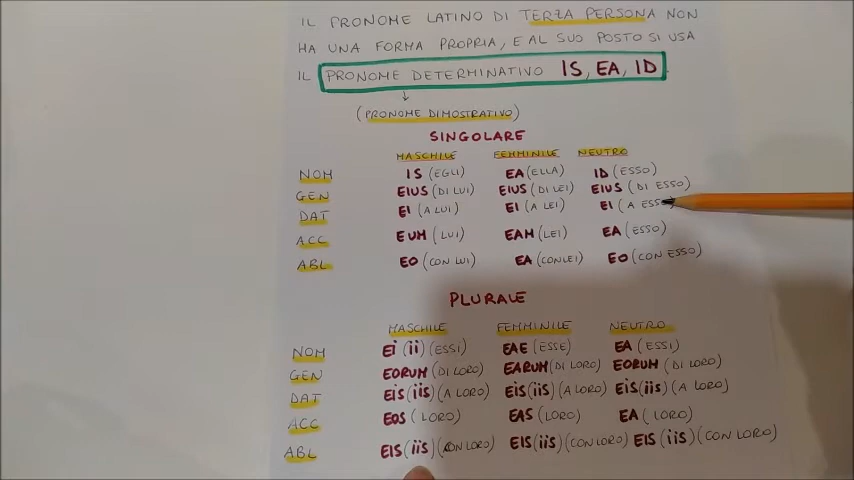 IL PRONOME LATINO DI TERZA PERSONA NON
HA UNA FORMA PROPRIA, E AL SUO POSTO SI USA
IL PRONOME DETERMINATIVO IS, EA, ID
↓
(PRONOME DIMOSTRATIVO)
SINGOLARE
MASCHILE FEMMINILE NEUTRO
NOM IS (EGLI) EA (ELLA) ID (ESSO)
GEN EIUS (DI LUI) EIUS (DI LEI) EIUS (DI ESSO)
DAT EI (A LUI) EI (A LEI) EI (A ESSO)
ACC EUM (LUI) EAM (LEI) EA (ESSO)
ABL EO (CON LUI) EA (CON LEI) EO (CON ESSO)
PLURALE
MASCHILE FEMMINILE NEUTRO
NOM Ei (ii) (ESSI) EAE (ESSE) EA (ESSI)
GEN EORUM (DI LORO) EARUM (DI LORO) EORUM (DI LORO)
DAT EiS (iiS) (A LORO) EiS (iiS) (A LORO) EiS (iiS) (A LORO)
ACC EOS (LORO) EAS (LORO) EA (LORO)
ABL EIS (iiS) (CON LORO) EIS (iiS) (CON LORO) EIS (iiS) (CON LORO)